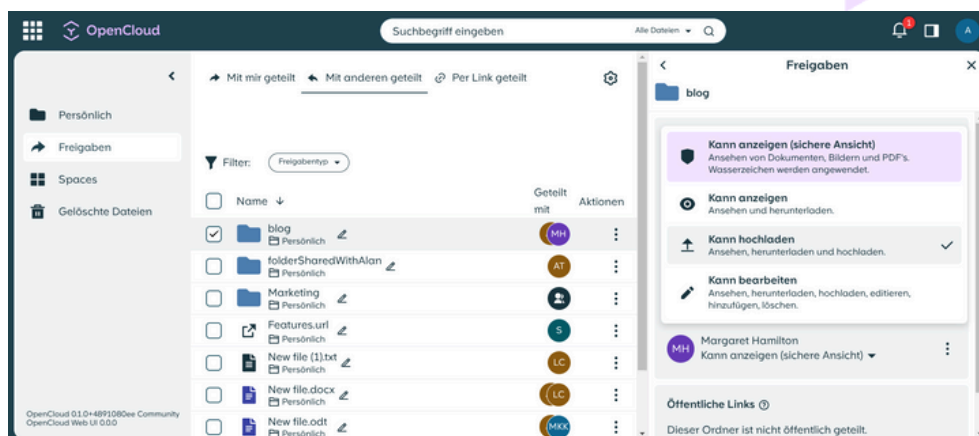 OpenCloud
Suchbegriff eingeben
Alle Dateien
1
A
Persönlich
Freigaben
Spaces
Gelöschte Dateien
OpenCloud 0.1.0+4891080ee Community
OpenCloud Web UI 0.0.0
Mit mir geteilt
Mit anderen geteilt
Per Link geteilt
Filter:
Freigabentyp
Name
Geteilt mit
Aktionen
blog
Persönlich
MH
folderSharedWithAlan
Persönlich
AT
Marketing
Persönlich
Features.url
Persönlich
S
New file (1).txt
Persönlich
LC
New file.docx
Persönlich
LC
New file.odt
Persönlich
MKK
Freigaben
blog
Kann anzeigen (sichere Ansicht)
Ansehen von Dokumenten, Bildern und PDF's.
Wasserzeichen werden angewendet.
Kann anzeigen
Ansehen und herunterladen.
Kann hochladen
Ansehen, herunterladen und hochladen.
Kann bearbeiten
Ansehen, herunterladen, hochladen, editieren,
hinzufügen, löschen.
MH
Margaret Hamilton
Kann anzeigen (sichere Ansicht)
Öffentliche Links
Dieser Ordner ist nicht öffentlich geteilt.